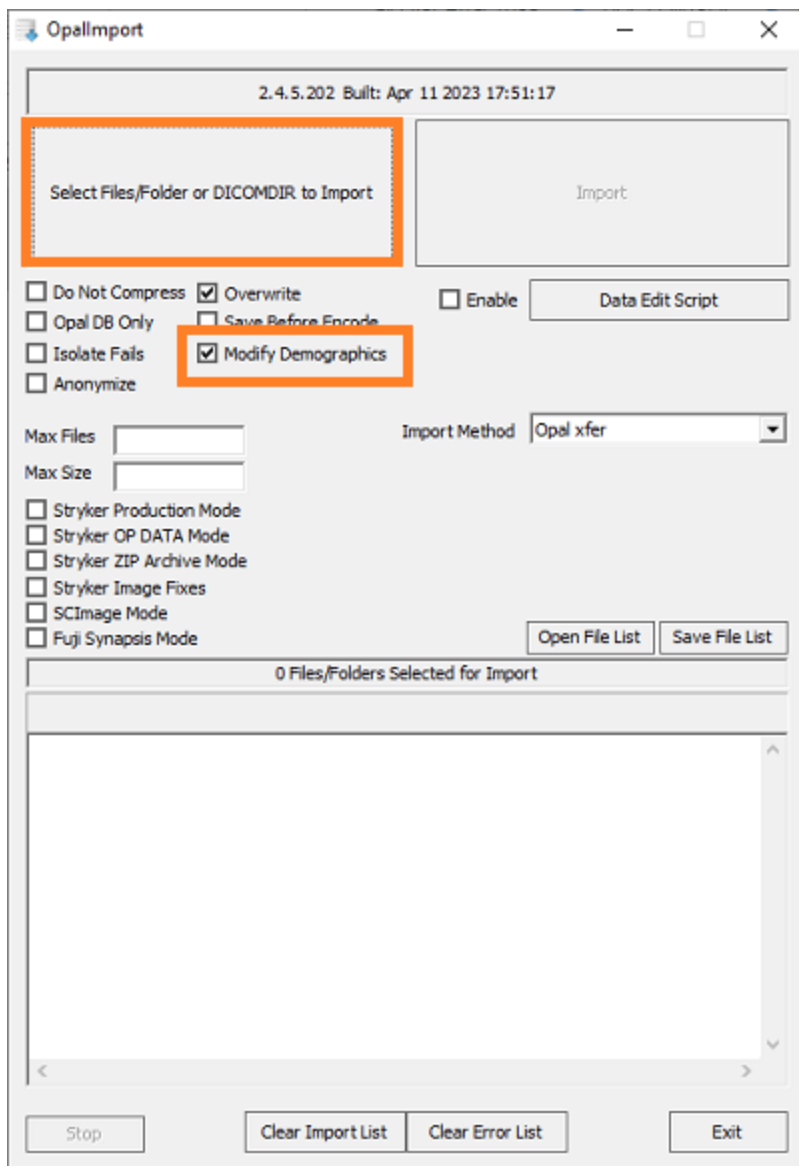 OpalImport
2.4.5.202 Built: Apr 11 2023 17:51:17
Select Files/Folder or DICOMDIR to Import
Import
Do Not Compress
Overwrite
Enable
Data Edit Script
Opal DB Only
Save Before Encode
Isolate Fails
Modify Demographics
Anonymize
Max Files
Import Method
Opal xfer
Max Size
Stryker Production Mode
Stryker OP DATA Mode
Stryker ZIP Archive Mode
Stryker Image Fixes
SCImage Mode
Fuji Synapsis Mode
Open File List
Save File List
0 Files/Folders Selected for Import
Stop
Clear Import List
Clear Error List
Exit